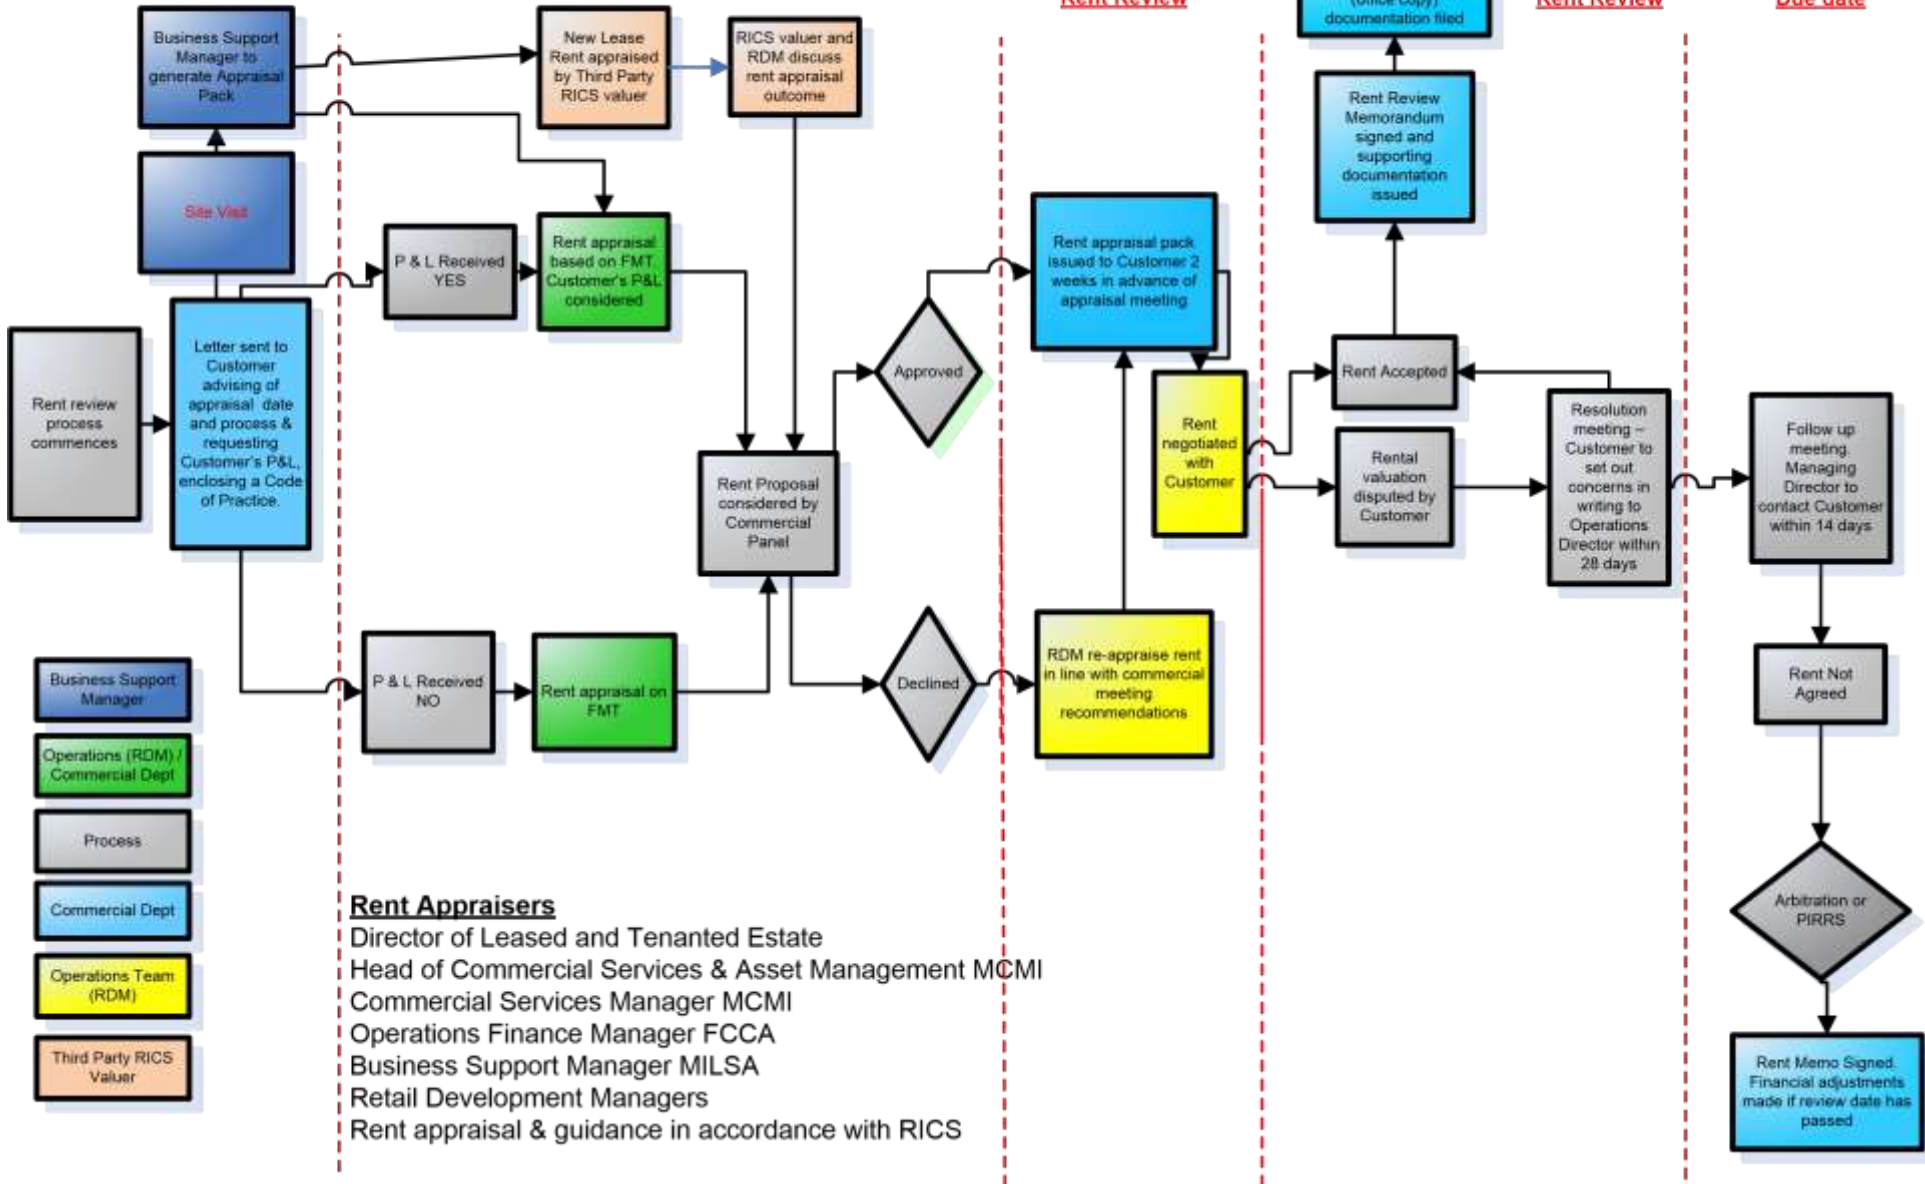 Rent Review
(office copy)
documentation filed
Rent Review
Due date
Business Support
Manager to
generate Appraisal
Pack
New Lease
Rent appraised
by Third Party
RICS valuer
RICS valuer and
RDM discuss
rent appraisal
outcome
Rent Review
Memorandum
signed and
supporting
documentation
issued
Site Visit
P & L Received
YES
Rent appraisal
based on FMT,
Customer's P&L
considered
Rent appraisal pack
issued to Customer 2
weeks in advance of
appraisal meeting
Rent review
process
commences
Letter sent to
Customer
advising of
appraisal date
and process &
requesting
Customer's P&L,
enclosing a Code
of Practice.
Approved
Rent Accepted
Rent
negotiated
with
Customer
Rental
valuation
disputed by
Customer
Resolution
meeting –
Customer to
set out
concerns in
writing to
Operations
Director within
28 days
Follow up
meeting.
Managing
Director to
contact Customer
within 14 days
Rent Proposal
considered by
Commercial
Panel
P & L Received
NO
Rent appraisal on
FMT
Declined
RDM re-appraise rent
in line with commercial
meeting
recommendations
Rent Not
Agreed
Arbitration or
PIRRS
Rent Memo Signed.
Financial adjustments
made if review date has
passed
Business Support
Manager
Operations (RDM) /
Commercial Dept
Process
Commercial Dept
Operations Team
(RDM)
Third Party RICS
Valuer
Rent Appraisers
Director of Leased and Tenanted Estate
Head of Commercial Services & Asset Management MCMI
Commercial Services Manager MCMI
Operations Finance Manager FCCA
Business Support Manager MILSA
Retail Development Managers
Rent appraisal & guidance in accordance with RICS